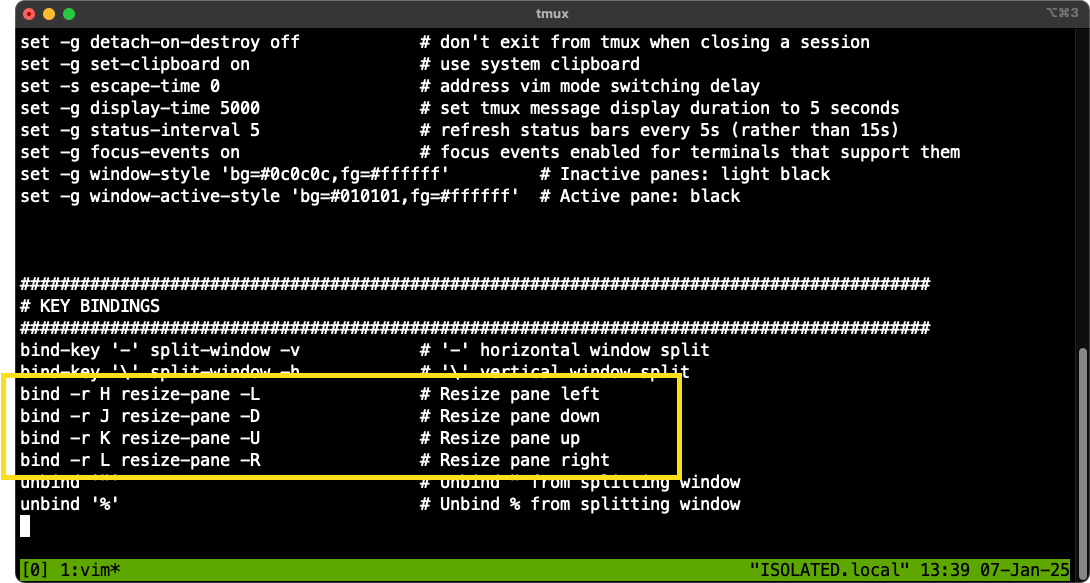 tmux
⌥⌘3
set -g detach-on-destroy off # don't exit from tmux when closing a session
set -g set-clipboard on # use system clipboard
set -s escape-time 0 # address vim mode switching delay
set -g display-time 5000 # set tmux message display duration to 5 seconds
set -g status-interval 5 # refresh status bars every 5s (rather than 15s)
set -g focus-events on # focus events enabled for terminals that support them
set -g window-style 'bg=#0c0c0c,fg=#ffffff' # Inactive panes: light black
set -g window-active-style 'bg=#010101,fg=#ffffff' # Active pane: black
###########################################################################################
# KEY BINDINGS
###########################################################################################
bind-key '-' split-window -v # '-' horizontal window split
bind-key '\' split-window -h # '\' vertical window split
bind -r H resize-pane -L # Resize pane left
bind -r J resize-pane -D # Resize pane down
bind -r K resize-pane -U # Resize pane up
bind -r L resize-pane -R # Resize pane right
unbind '"' # Unbind " from splitting window
unbind '%' # Unbind % from splitting window
[0] 1:vim* "ISOLATED.local" 13:39 07-Jan-25